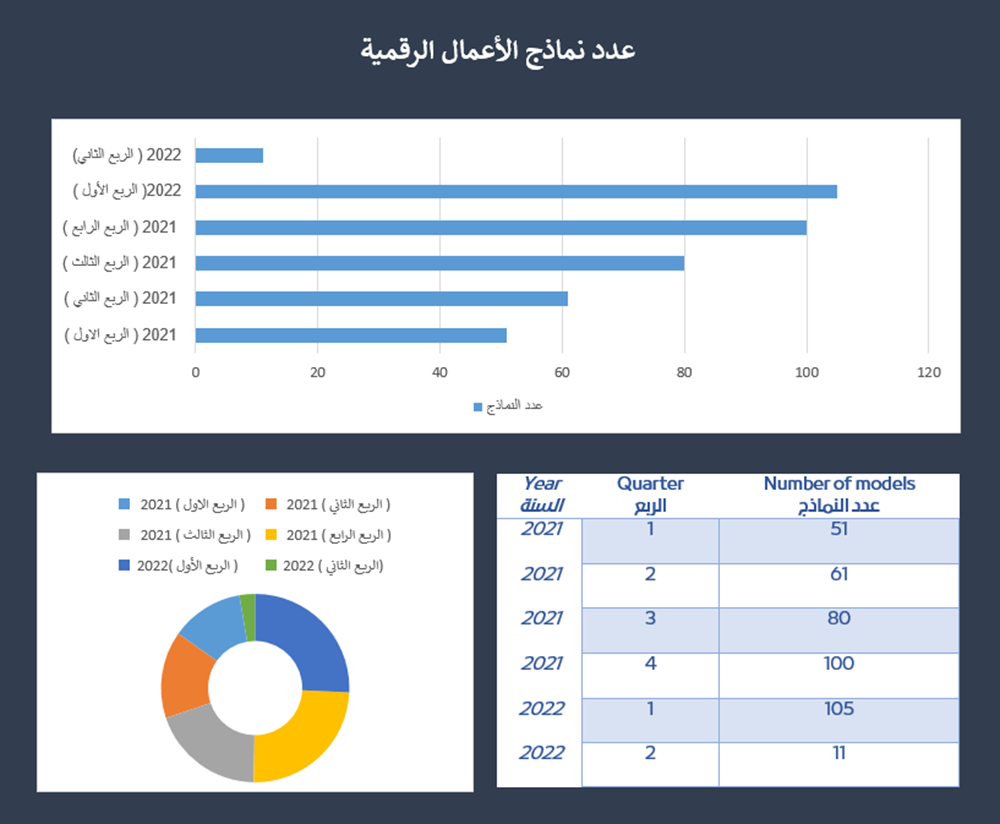 عدد نماذج الأعمال الرقمية
2022 ( الربع الثاني)
2022( الربع الأول )
2021 ( الربع الرابع )
2021 ( الربع الثالث )
2021 ( الربع الثاني )
2021 ( الربع الاول )
0 20 40 60 80 100 120
عدد النماذج
2021 ( الربع الاول ) 2021 ( الربع الثاني )
2021 ( الربع الثالث ) 2021 ( الربع الرابع )
2022( الربع الأول ) 2022 ( الربع الثاني)
Year Quarter Number of models
السنة الربع عدد النماذج
2021 1 51
2021 2 61
2021 3 80
2021 4 100
2022 1 105
2022 2 11